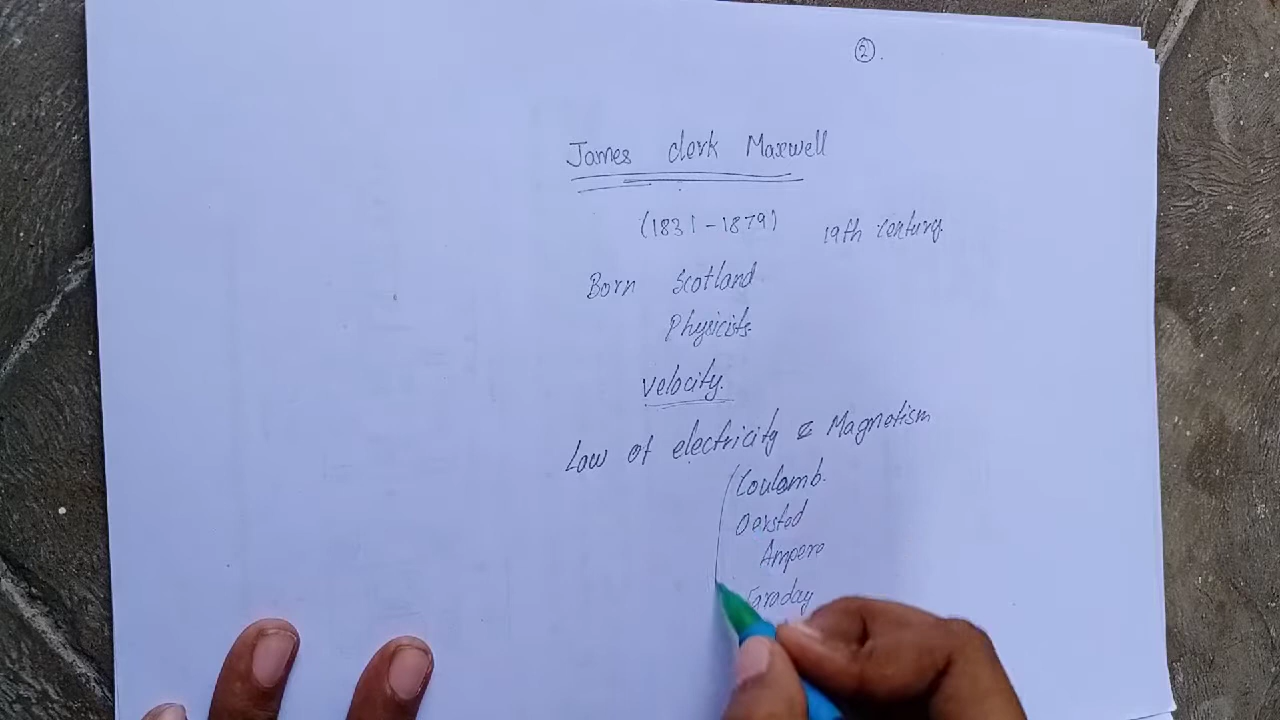 2
James clerk Maxwell
(1831-1879) 19th century
Born Scotland
Physicists
Velocity.
Law of electricity & Magnetism
Coulomb.
Oersted
Ampere
Faraday